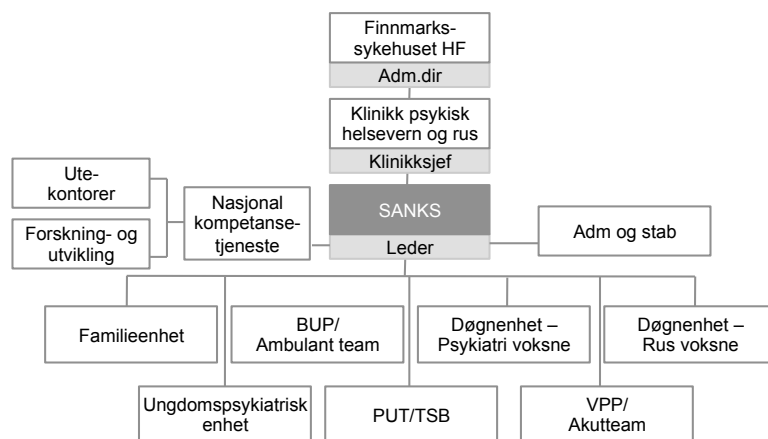 Finnmarks-
sykehuset HF
Adm.dir
Klinikk psykisk
helsevern og rus
Klinikksjef
Ute-
kontorer
Forskning- og
utvikling
Nasjonal
kompetanse-
tjeneste
SANKS
Leder
Adm og stab
Familieenhet
BUP/
Ambulant team
Døgnenhet –
Psykiatri voksne
Døgnenhet –
Rus voksne
Ungdomspsykiatrisk
enhet
PUT/TSB
VPP/
Akutteam